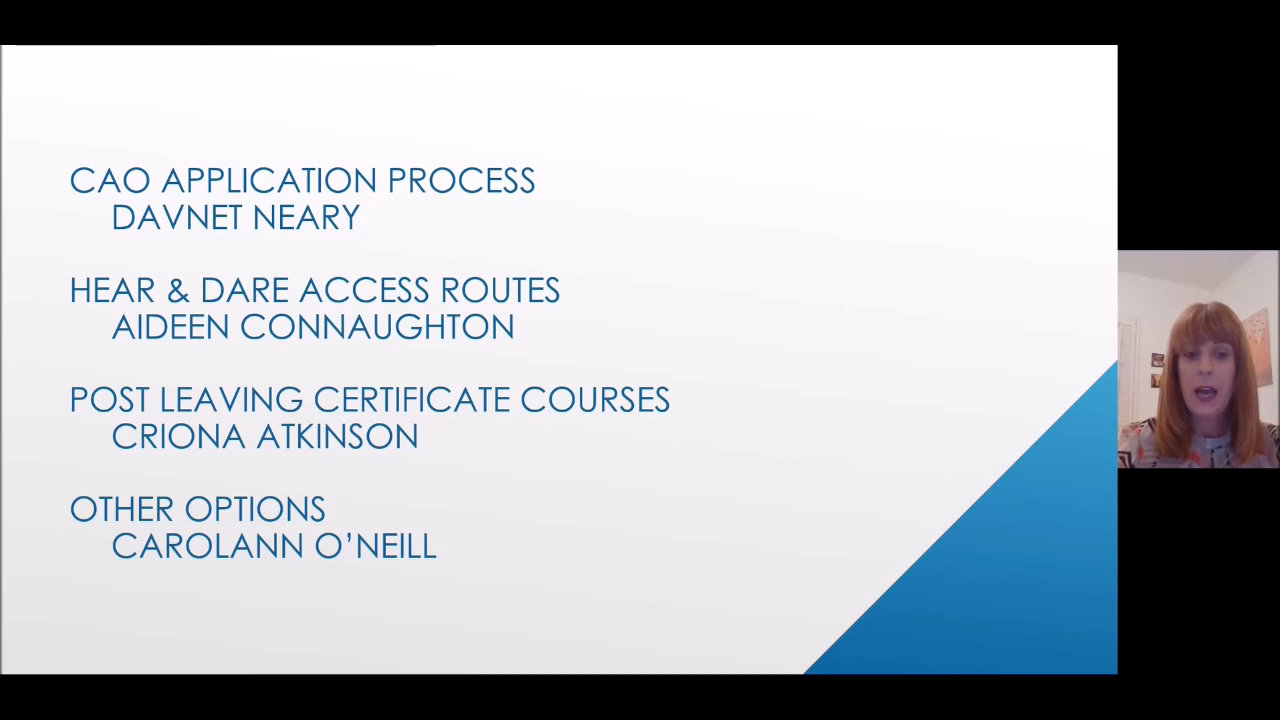 CAO APPLICATION PROCESS
DAVNET NEARY
HEAR & DARE ACCESS ROUTES
AIDEEN CONNAUGHTON
POST LEAVING CERTIFICATE COURSES
CRIONA ATKINSON
OTHER OPTIONS
CAROLANN O’NEILL